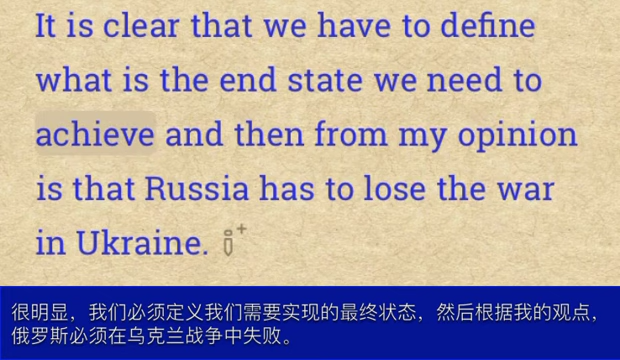 It is clear that we have to define
what is the end state we need to
achieve and then from my opinion
is that Russia has to lose the war
in Ukraine.
很明显，我们必须定义我们需要实现的最终状态，然后根据我的观点，
俄罗斯必须在乌克兰战争中失败。